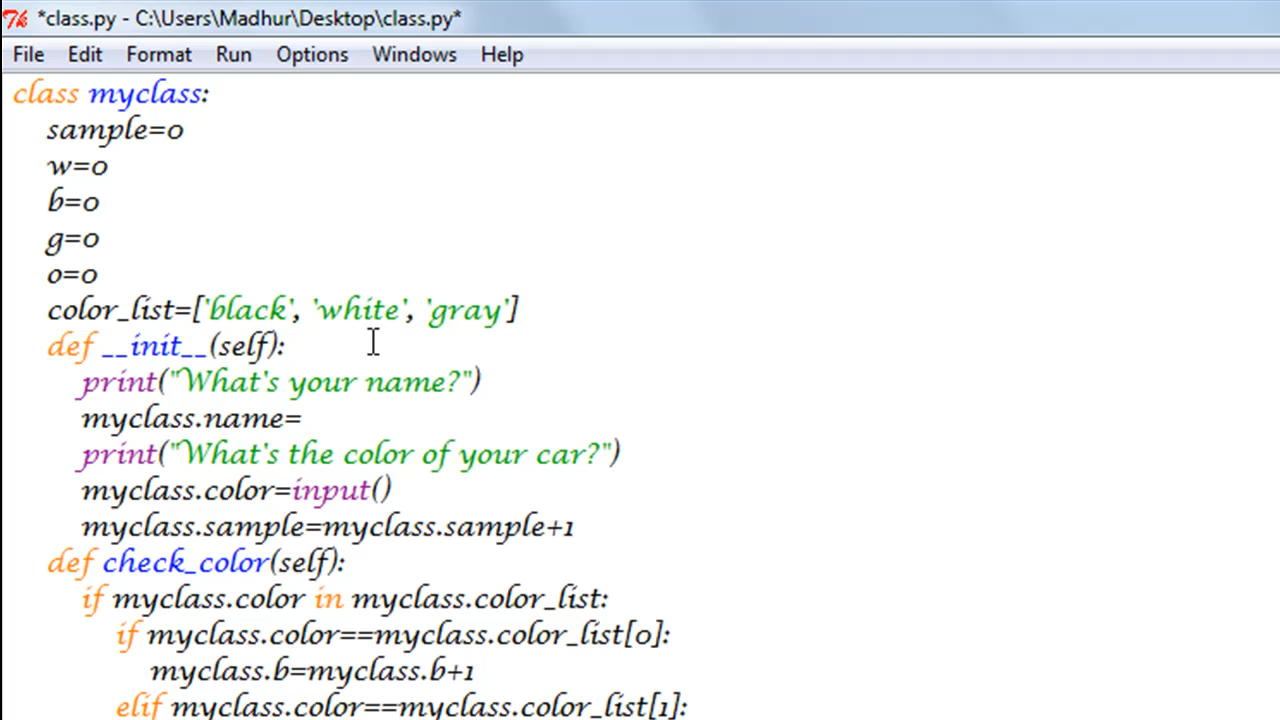 *class.py - C:\Users\Madhur\Desktop\class.py*
File Edit Format Run Options Windows Help
class myclass:
sample=0
w=0
b=0
g=0
o=0
color_list=['black', 'white', 'gray']
def __init__(self):
print("What's your name?")
myclass.name=
print("What's the color of your car?")
myclass.color=input()
myclass.sample=myclass.sample+1
def check_color(self):
if myclass.color in myclass.color_list:
if myclass.color==myclass.color_list[0]:
myclass.b=myclass.b+1
elif myclass.color==myclass.color_list[1]: